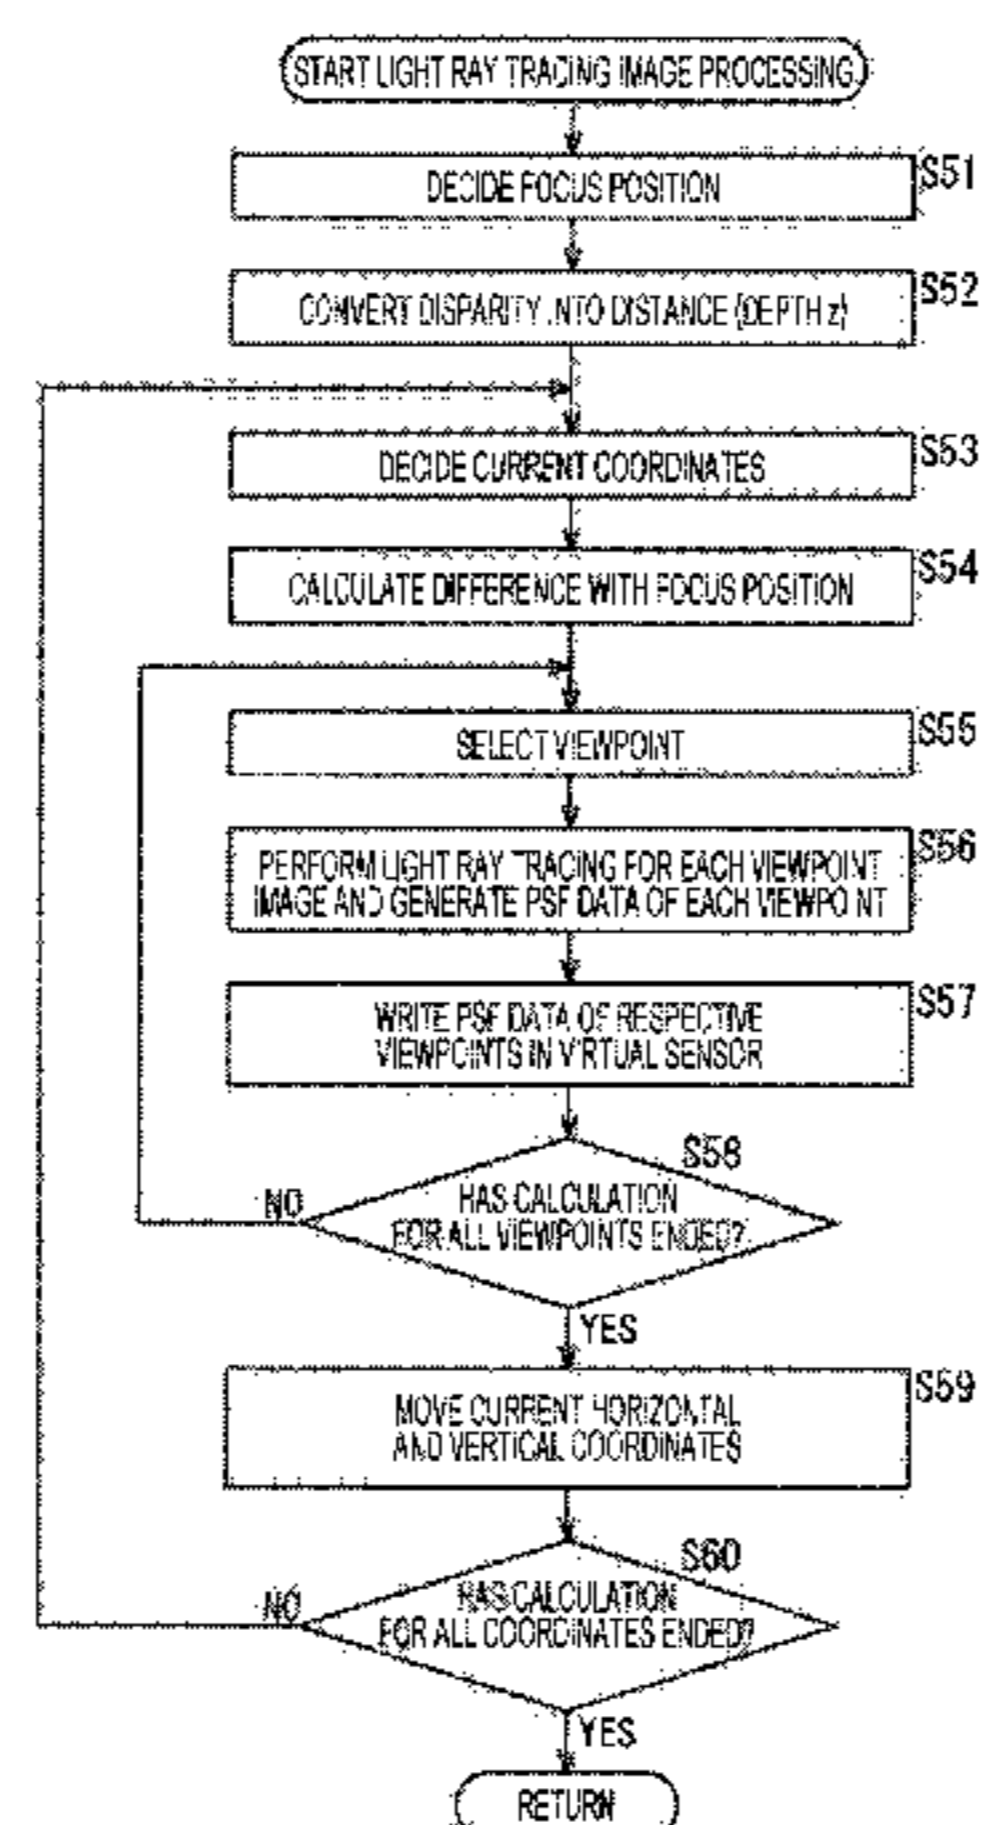 START LIGHT RAY TRACING IMAGE PROCESSING
S51
DECIDE FOCUS POSITION
S52
CONVERT DISPARITY INTO DISTANCE (DEPTH z)
S53
DECIDE CURRENT COORDINATES
S54
CALCULATE DIFFERENCE WITH FOCUS POSITION
S55
SELECT VIEWPOINT
S56
PERFORM LIGHT RAY TRACING FOR EACH VIEWPOINT
IMAGE AND GENERATE PSF DATA OF EACH VIEWPOINT
S57
WRITE PSF DATA OF RESPECTIVE
VIEWPOINTS IN VIRTUAL SENSOR
S58
NO
HAS CALCULATION
FOR ALL VIEWPOINTS ENDED?
YES
S59
MOVE CURRENT HORIZONTAL
AND VERTICAL COORDINATES
S60
NO
HAS CALCULATION
FOR ALL COORDINATES ENDED?
YES
RETURN